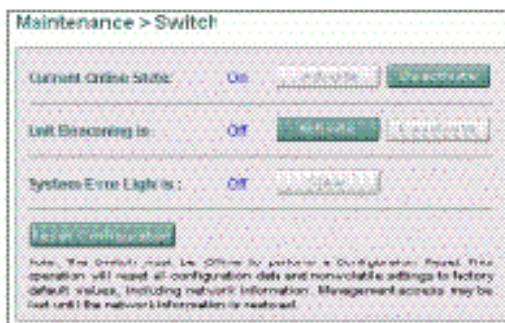 Maintenance > Switch
Current Online State: On Deactivate
Unit Beaconing is: Off Activate Deactivate
System Error Light is : Off
Reset Configuration
Note: The Switch must be Offline to perform a Configuration Reset. This
operation will reset all configuration data and nonvolatile settings to factory
default values, including network information. Management access may be
lost until the network information is restored.